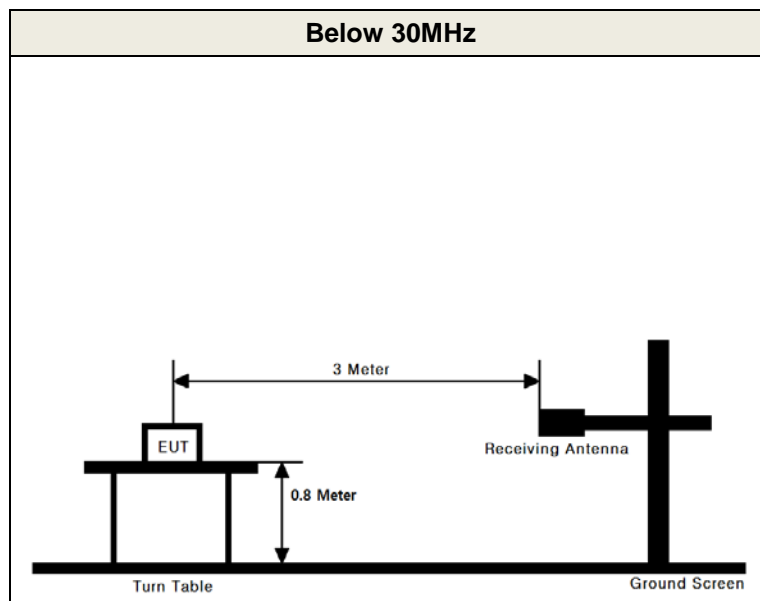 Below 30MHz
3 Meter
EUT
Receiving Antenna
0.8 Meter
Turn Table
Ground Screen